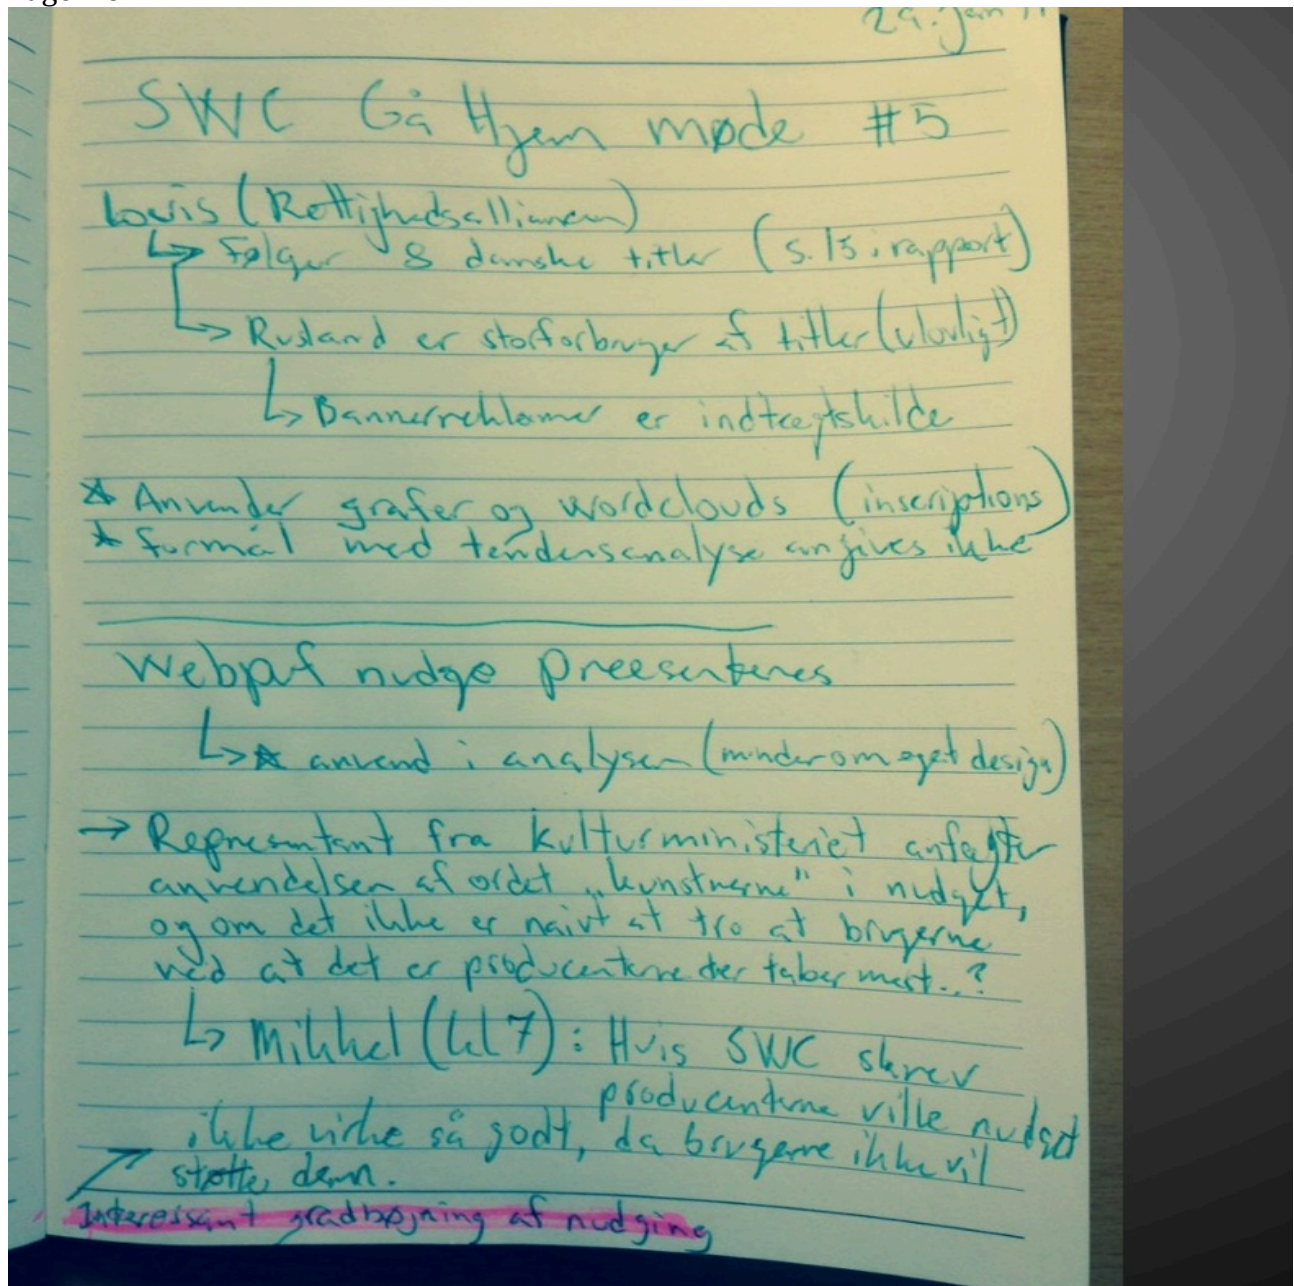 29. jan
SWC Gå Hjem møde #5
Louis (Rettighedsalliancen)
↳ Følger 8 danske titler (s. 15 i rapport)
↳ Rusland er storforbruger af titler (ulovligt)
↳ Bannerreklamer er indtægtskilde
* Anvender grafer og wordclouds (inscriptions)
* formål med tendensanalyse angives ikke
nudge præsenteres
↳ * anvend i analysen (minder om eget design)
→ Repræsentant fra kulturministeriet anfægter
anvendelsen af ordet "kunstnerne" i nudget,
og om det ikke er naivt at tro at brugerne
ved at det er producenterne der taber mest..?
↳ Mikkel (kl7): Hvis SWC skrev
producenterne ville nudget
ikke virke så godt, da brugerne ikke vil
støtte dem.
Interessant gradbøjning af nudging